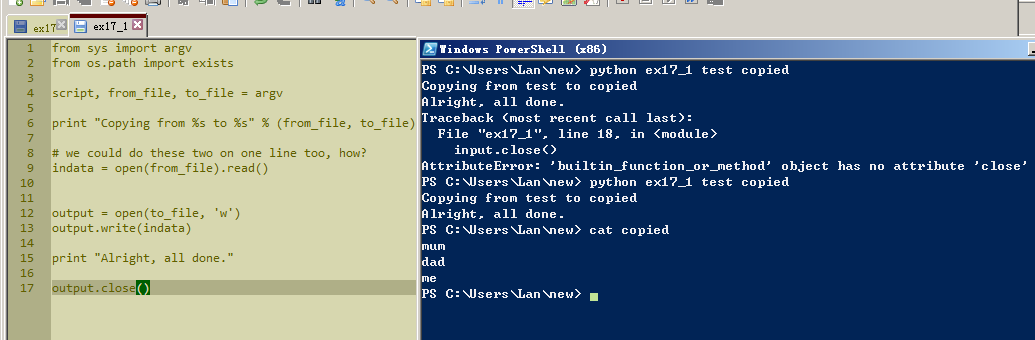 ex17
ex17_1
1 from sys import argv
2 from os.path import exists
3
4 script, from_file, to_file = argv
5
6 print "Copying from %s to %s" % (from_file, to_file)
7
8 # we could do these two on one line too, how?
9 indata = open(from_file).read()
10
11
12 output = open(to_file, 'w')
13 output.write(indata)
14
15 print "Alright, all done."
16
17 output.close()
Windows PowerShell (x86)
PS C:\Users\Lan\new> python ex17_1 test copied
Copying from test to copied
Alright, all done.
Traceback (most recent call last):
  File "ex17_1", line 18, in <module>
    input.close()
AttributeError: 'builtin_function_or_method' object has no attribute 'close'
PS C:\Users\Lan\new> python ex17_1 test copied
Copying from test to copied
Alright, all done.
PS C:\Users\Lan\new> cat copied
mum
dad
me
PS C:\Users\Lan\new>